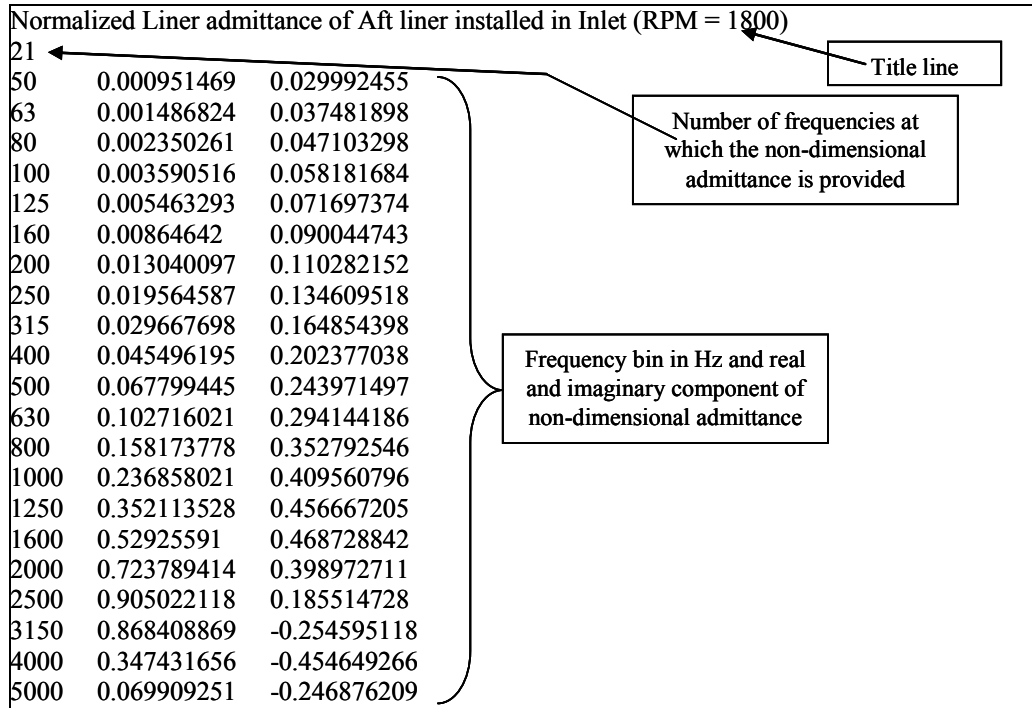 Normalized Liner admittance of Aft liner installed in Inlet (RPM = 1800)
21
50 0.000951469 0.029992455
63 0.001486824 0.037481898
80 0.002350261 0.047103298
100 0.003590516 0.058181684
125 0.005463293 0.071697374
160 0.00864642 0.090044743
200 0.013040097 0.110282152
250 0.019564587 0.134609518
315 0.029667698 0.164854398
400 0.045496195 0.202377038
500 0.067799445 0.243971497
630 0.102716021 0.294144186
800 0.158173778 0.352792546
1000 0.236858021 0.409560796
1250 0.352113528 0.456667205
1600 0.52925591 0.468728842
2000 0.723789414 0.398972711
2500 0.905022118 0.185514728
3150 0.868408869 -0.254595118
4000 0.347431656 -0.454649266
5000 0.069909251 -0.246876209
Title line
Number of frequencies at
which the non-dimensional
admittance is provided
Frequency bin in Hz and real
and imaginary component of
non-dimensional admittance